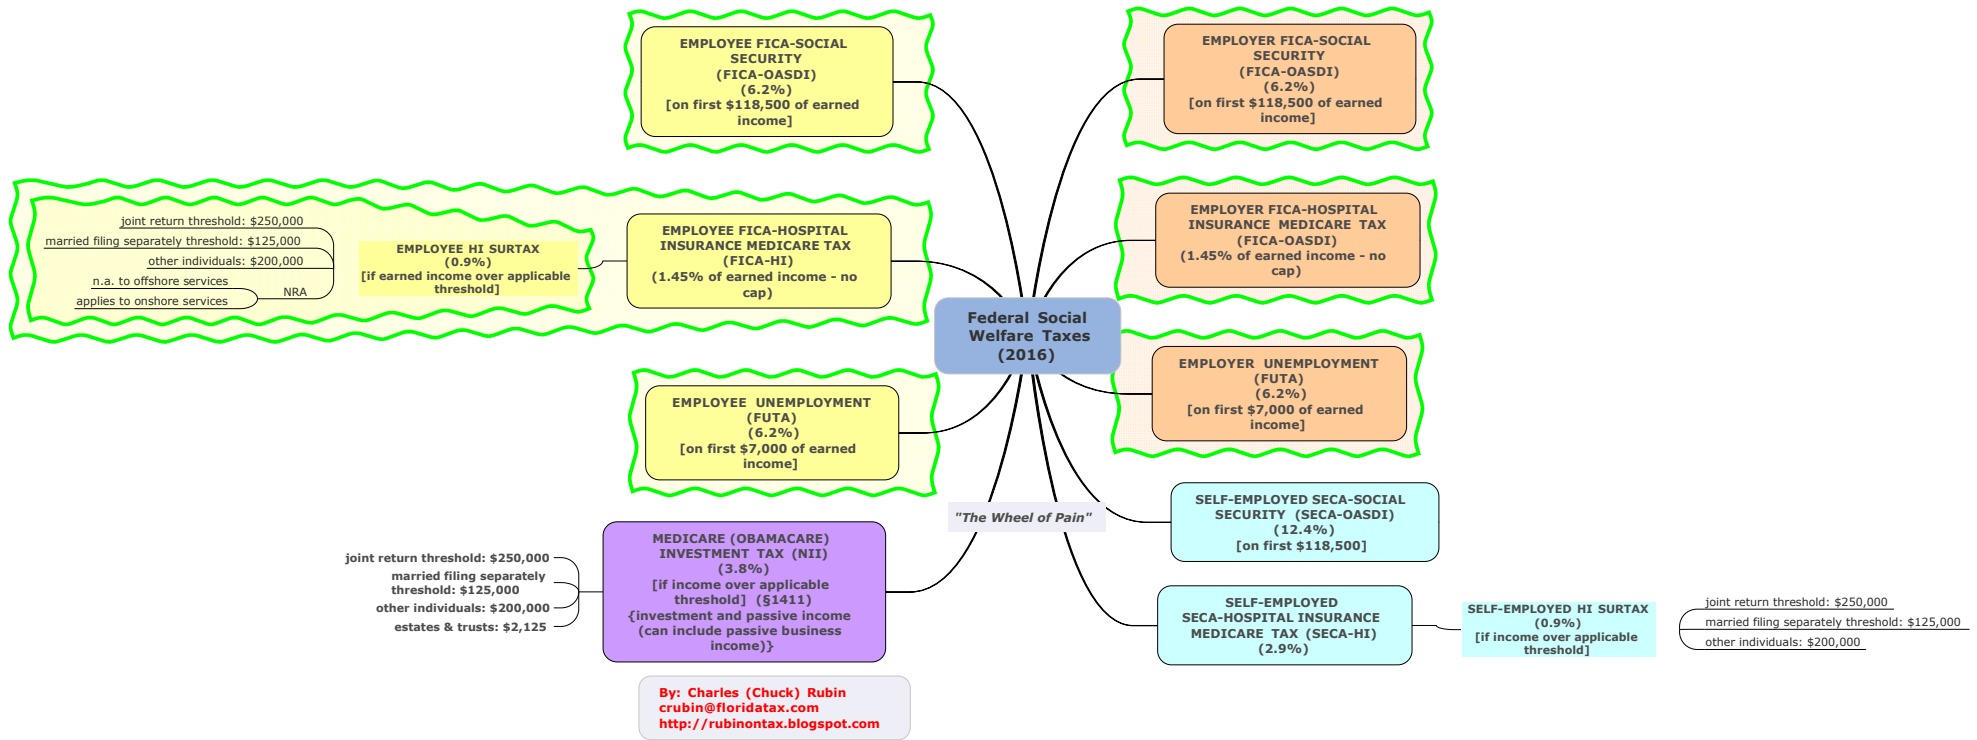 EMPLOYEE FICA-SOCIAL
SECURITY
(FICA-OASDI)
(6.2%)
[on first $118,500 of earned
income]
EMPLOYER FICA-SOCIAL
SECURITY
(FICA-OASDI)
(6.2%)
[on first $118,500 of earned
income]
joint return threshold: $250,000
married filing separately threshold: $125,000
other individuals: $200,000
n.a. to offshore services
applies to onshore services
NRA
EMPLOYEE HI SURTAX
(0.9%)
[if earned income over applicable
threshold]
EMPLOYEE FICA-HOSPITAL
INSURANCE MEDICARE TAX
(FICA-HI)
(1.45% of earned income - no
cap)
EMPLOYER FICA-HOSPITAL
INSURANCE MEDICARE TAX
(FICA-OASDI)
(1.45% of earned income - no
cap)
Federal Social
Welfare Taxes
(2016)
EMPLOYEE UNEMPLOYMENT
(FUTA)
(6.2%)
[on first $7,000 of earned
income]
EMPLOYER UNEMPLOYMENT
(FUTA)
(6.2%)
[on first $7,000 of earned
income]
"The Wheel of Pain"
SELF-EMPLOYED SECA-SOCIAL
SECURITY (SECA-OASDI)
(12.4%)
[on first $118,500]
joint return threshold: $250,000
married filing separately
threshold: $125,000
other individuals: $200,000
estates & trusts: $2,125
MEDICARE (OBAMACARE)
INVESTMENT TAX (NII)
(3.8%)
[if income over applicable
threshold] (§1411)
{investment and passive income
(can include passive business
income)}
SELF-EMPLOYED
SECA-HOSPITAL INSURANCE
MEDICARE TAX (SECA-HI)
(2.9%)
SELF-EMPLOYED HI SURTAX
(0.9%)
[if income over applicable
threshold]
joint return threshold: $250,000
married filing separately threshold: $125,000
other individuals: $200,000
By: Charles (Chuck) Rubin
crubin@floridatax.com
http://rubinontax.blogspot.com